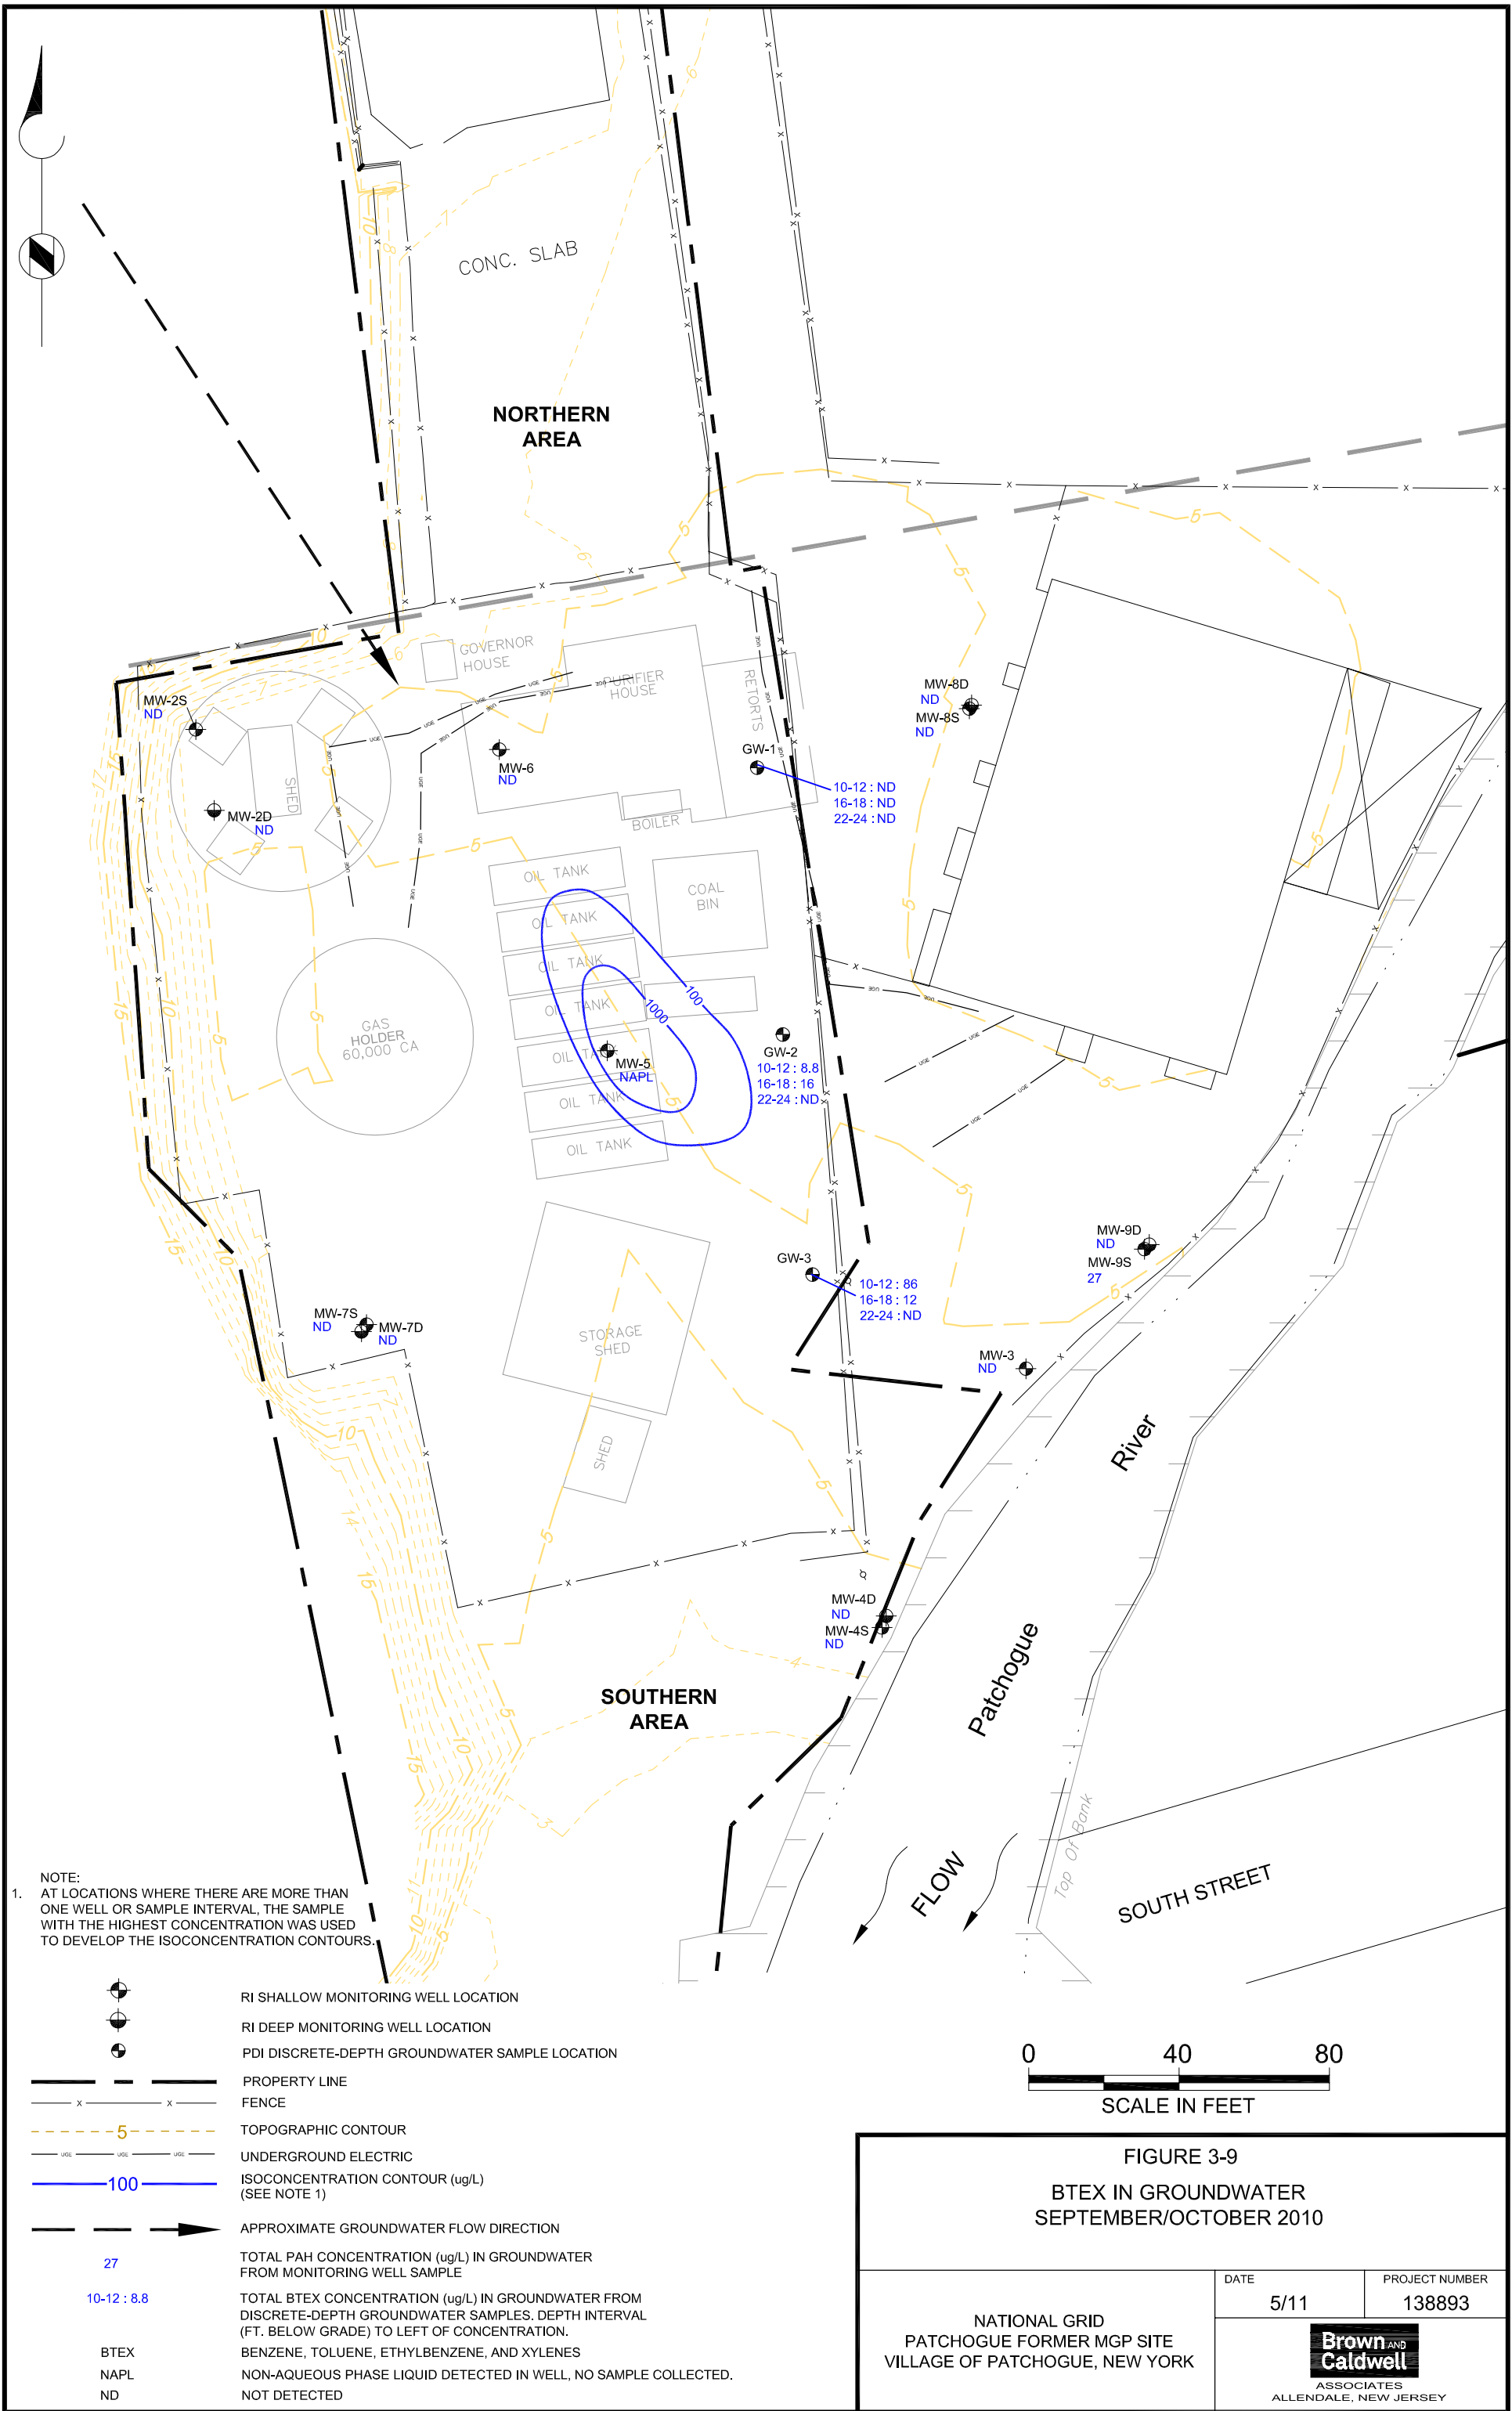 CONC. SLAB
NORTHERN
AREA
GOVERNOR
HOUSE
PURIFIER
HOUSE
RETORTS
MW-2S
ND
SHED
MW-2D
ND
MW-6
ND
GW-1
10-12 : ND
16-18 : ND
22-24 : ND
MW-8D
ND
MW-8S
ND
BOILER
OIL TANK
OIL TANK
OIL TANK
OIL TANK
OIL TANK
OIL TANK
OIL TANK
COAL
BIN
100
1000
GAS
HOLDER
60,000 CA
MW-5
NAPL
GW-2
10-12 : 8.8
16-18 : 16
22-24 : ND
GW-3
10-12 : 86
16-18 : 12
22-24 : ND
MW-9D
ND
MW-9S
27
MW-7S
ND
MW-7D
ND
STORAGE
SHED
SHED
MW-3
ND
MW-4D
ND
MW-4S
ND
SOUTHERN
AREA
Patchogue
River
FLOW
Top Of Bank
SOUTH STREET
NOTE:
1. AT LOCATIONS WHERE THERE ARE MORE THAN
ONE WELL OR SAMPLE INTERVAL, THE SAMPLE
WITH THE HIGHEST CONCENTRATION WAS USED
TO DEVELOP THE ISOCONCENTRATION CONTOURS.
RI SHALLOW MONITORING WELL LOCATION
RI DEEP MONITORING WELL LOCATION
PDI DISCRETE-DEPTH GROUNDWATER SAMPLE LOCATION
PROPERTY LINE
x x FENCE
5 TOPOGRAPHIC CONTOUR
UGE UGE UGE UNDERGROUND ELECTRIC
100 ISOCONCENTRATION CONTOUR (ug/L)
(SEE NOTE 1)
APPROXIMATE GROUNDWATER FLOW DIRECTION
27 TOTAL PAH CONCENTRATION (ug/L) IN GROUNDWATER
FROM MONITORING WELL SAMPLE
10-12 : 8.8 TOTAL BTEX CONCENTRATION (ug/L) IN GROUNDWATER FROM
DISCRETE-DEPTH GROUNDWATER SAMPLES. DEPTH INTERVAL
(FT. BELOW GRADE) TO LEFT OF CONCENTRATION.
BTEX BENZENE, TOLUENE, ETHYLBENZENE, AND XYLENES
NAPL NON-AQUEOUS PHASE LIQUID DETECTED IN WELL, NO SAMPLE COLLECTED.
ND NOT DETECTED
0 40 80
SCALE IN FEET
FIGURE 3-9
BTEX IN GROUNDWATER
SEPTEMBER/OCTOBER 2010
NATIONAL GRID
PATCHOGUE FORMER MGP SITE
VILLAGE OF PATCHOGUE, NEW YORK
DATE
5/11
PROJECT NUMBER
138893
Brown AND
Caldwell
ASSOCIATES
ALLENDALE, NEW JERSEY